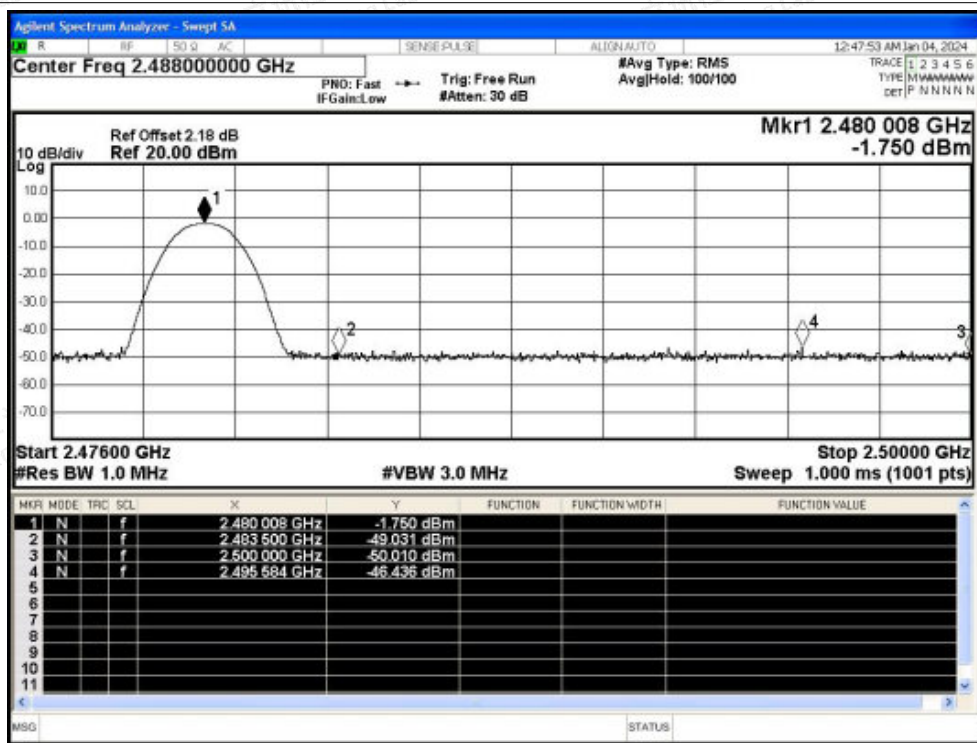 Agilent Spectrum Analyzer - Swept SA
LXI R RF 50 Ω AC SENSE:PULSE ALIGN AUTO 12:47:53 AM Jan 04, 2024
Center Freq 2.488000000 GHz
PNO: Fast
IFGain:Low
Trig: Free Run
#Atten: 30 dB
#Avg Type: RMS
Avg|Hold: 100/100
TRACE 1 2 3 4 5 6
TYPE M
DET P N N N N N
Mkr1 2.480 008 GHz
-1.750 dBm
Ref Offset 2.18 dB
10 dB/div Ref 20.00 dBm
Log
10.0
0.00
-10.0
-20.0
-30.0
-40.0
-50.0
-60.0
-70.0
1
2
4
3
Start 2.47600 GHz Stop 2.50000 GHz
#Res BW 1.0 MHz #VBW 3.0 MHz Sweep 1.000 ms (1001 pts)
MKR MODE TRC SCL X Y FUNCTION FUNCTION WIDTH FUNCTION VALUE
1 N f 2.480 008 GHz -1.750 dBm
2 N f 2.483 500 GHz -49.031 dBm
3 N f 2.500 000 GHz -50.010 dBm
4 N f 2.495 584 GHz -46.436 dBm
5
6
7
8
9
10
11
MSG STATUS